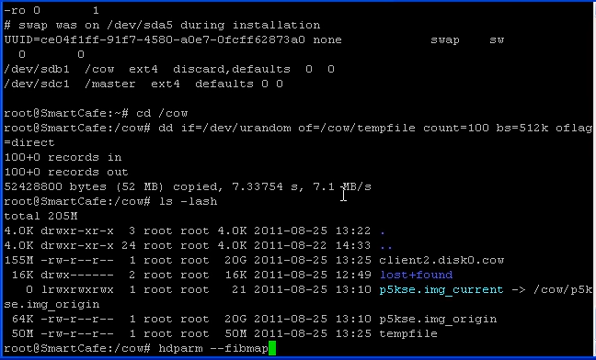 -ro 0      1
# swap was on /dev/sda5 during installation
UUID=ce04f1ff-91f7-4580-a0e7-0fcff62873a0 none            swap    sw
  0       0
/dev/sdb1  /cow  ext4  discard,defaults  0  0
/dev/sdc1  /master  ext4  defaults 0 0
root@SmartCafe:~# cd /cow
root@SmartCafe:/cow# dd if=/dev/urandom of=/cow/tempfile count=100 bs=512k oflag
=direct
100+0 records in
100+0 records out
52428800 bytes (52 MB) copied, 7.33754 s, 7.1 MB/s
root@SmartCafe:/cow# ls -lash
total 205M
4.0K drwxr-xr-x  3 root root 4.0K 2011-08-25 13:22 .
4.0K drwxr-xr-x 24 root root 4.0K 2011-08-22 14:33 ..
155M -rw-r--r--  1 root root  20G 2011-08-25 13:25 client2.disk0.cow
 16K drwx------  2 root root  16K 2011-08-25 12:49 lost+found
   0 lrwxrwxrwx  1 root root   21 2011-08-25 13:10 p5kse.img_current -> /cow/p5k
se.img_origin
 64K -rw-r--r--  1 root root  20G 2011-08-25 13:10 p5kse.img_origin
 50M -rw-r--r--  1 root root  50M 2011-08-25 13:25 tempfile
root@SmartCafe:/cow# hdparm --fibmap